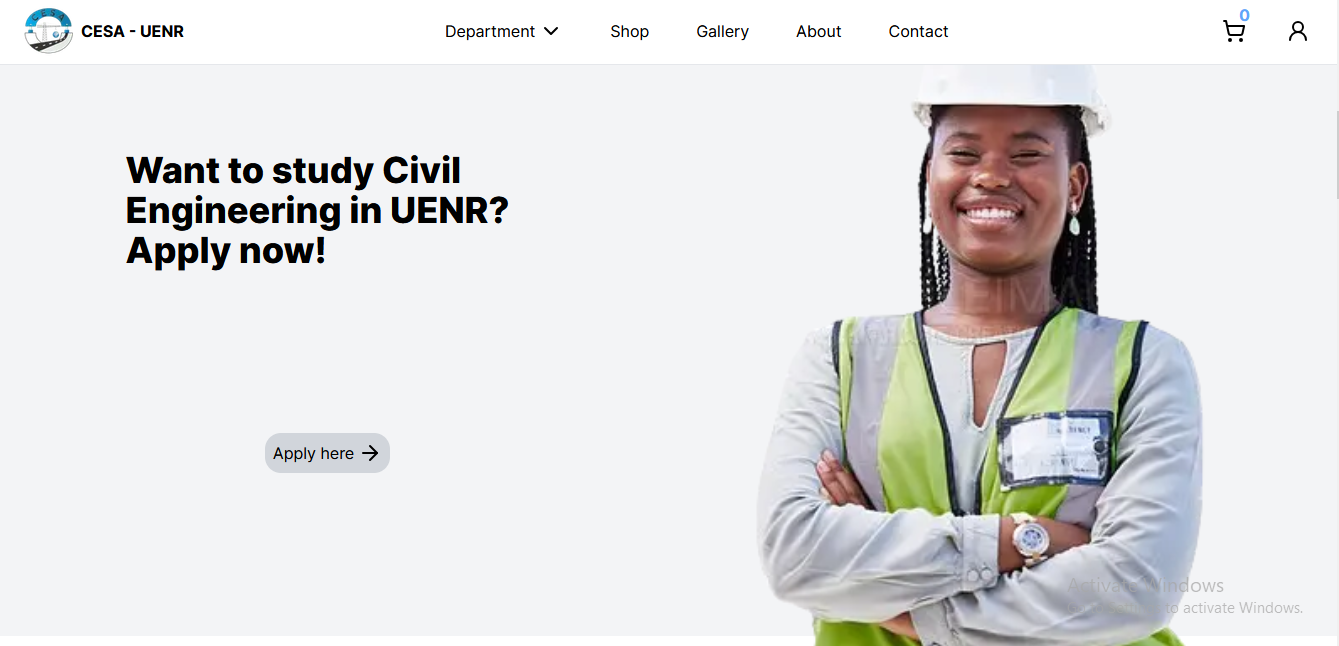 CESA
CESA - UENR
Department
Shop
Gallery
About
Contact
0
Want to study Civil
Engineering in UENR?
Apply now!
Apply here
Activate Windows
to activate Windows.